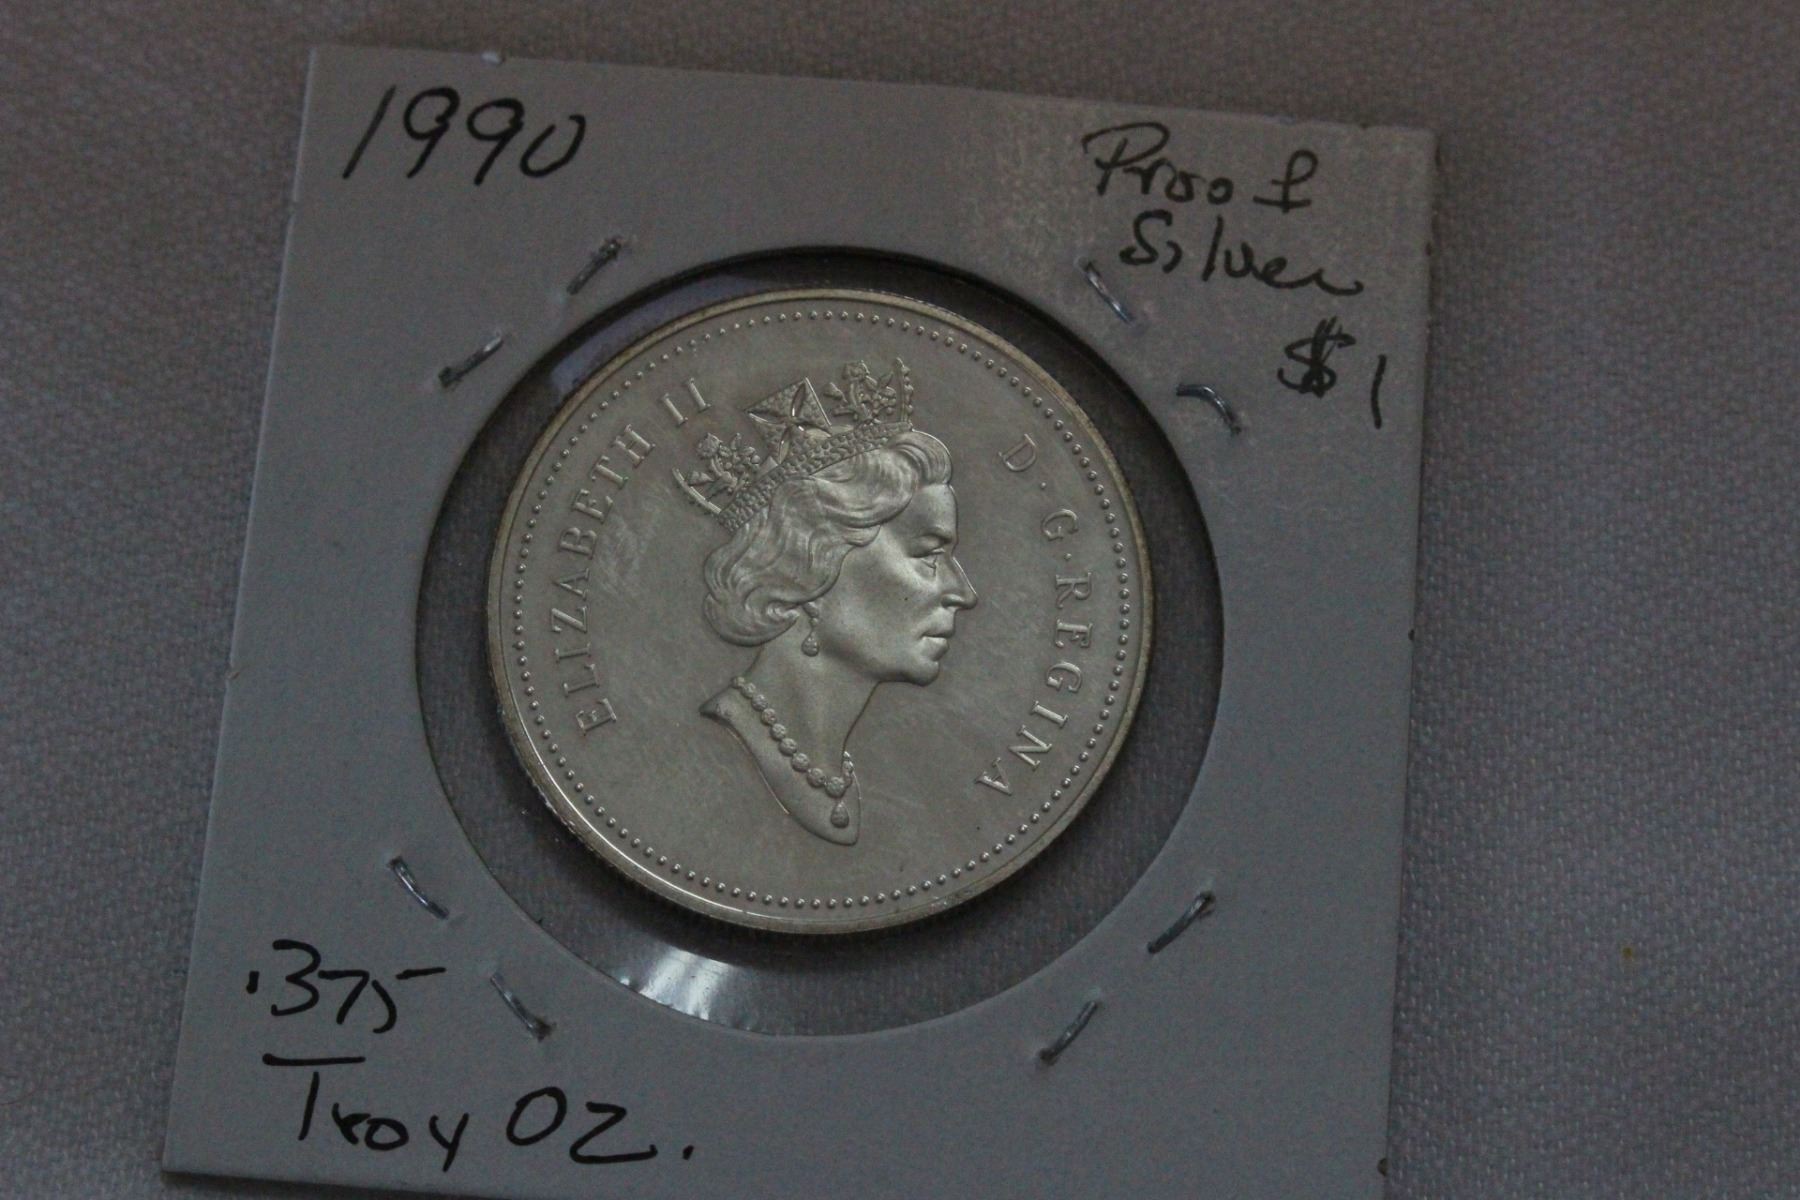 1990
Proof
Silver
$1
ELIZABETH II
D·G·REGINA
.375
Troy Oz.